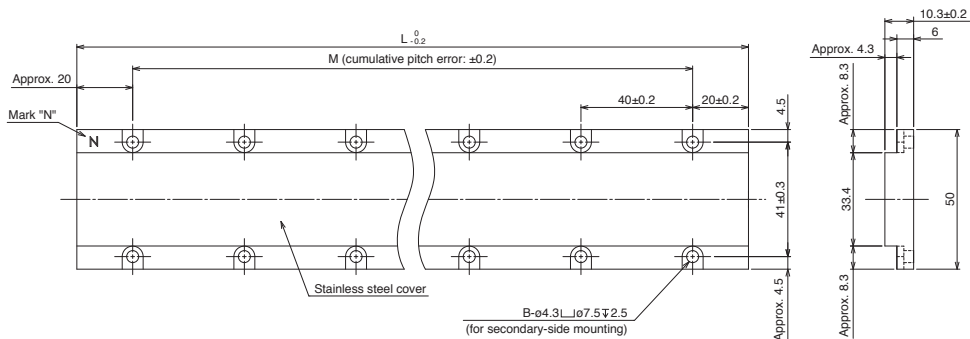 10.3±0.2
L 0 -0.2
6
M (cumulative pitch error: ±0.2)
Approx. 4.3
Approx. 20
40±0.2
20±0.2
4.5
Approx. 8.3
Mark "N"
N
41±0.3
33.4
50
Stainless steel cover
B-ø4.3⌴ø7.5↧2.5
(for secondary-side mounting)
Approx. 4.5
Approx. 8.3